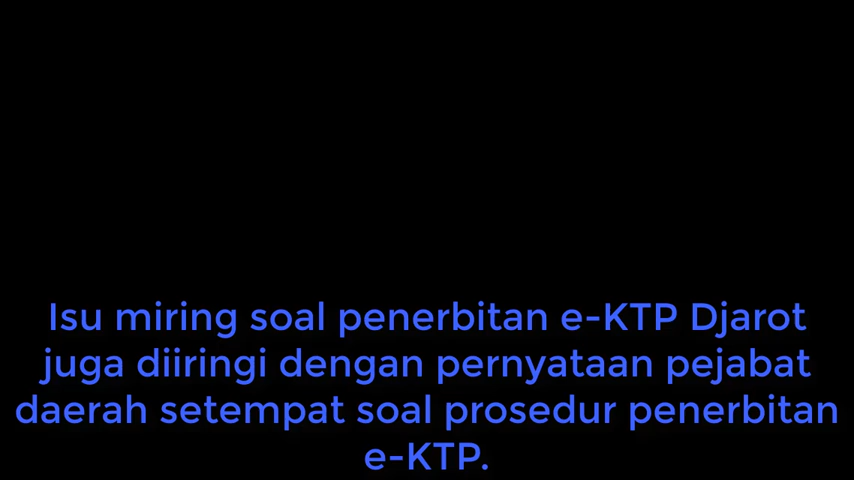 Isu miring soal penerbitan e-KTP Djarot
juga diiringi dengan pernyataan pejabat
daerah setempat soal prosedur penerbitan
e-KTP.